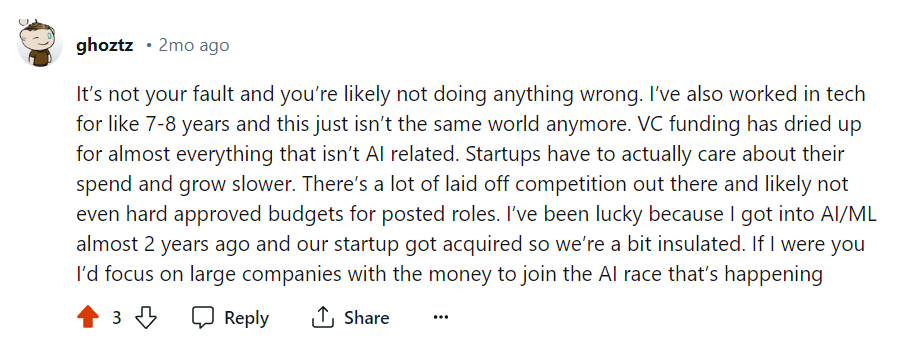 ghoztz • 2mo ago
It’s not your fault and you’re likely not doing anything wrong. I’ve also worked in tech
for like 7-8 years and this just isn’t the same world anymore. VC funding has dried up
for almost everything that isn’t AI related. Startups have to actually care about their
spend and grow slower. There’s a lot of laid off competition out there and likely not
even hard approved budgets for posted roles. I’ve been lucky because I got into AI/ML
almost 2 years ago and our startup got acquired so we’re a bit insulated. If I were you
I’d focus on large companies with the money to join the AI race that’s happening
3 Reply Share •••